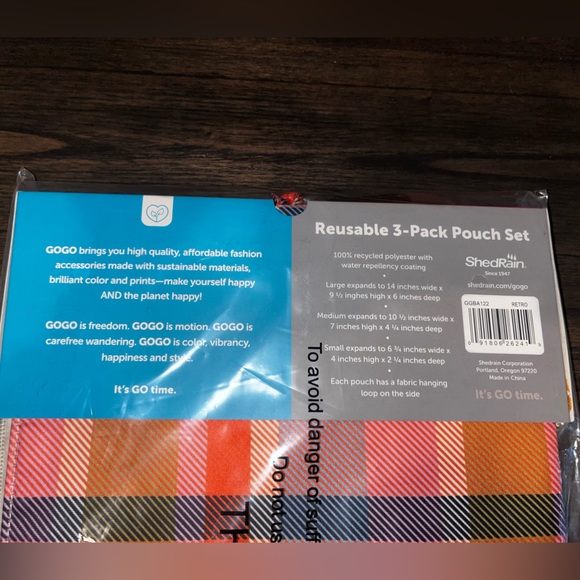 GOGO brings you high quality, affordable fashion
accessories made with sustainable materials,
brilliant color and prints—make yourself happy
AND the planet happy!
GOGO is freedom. GOGO is motion. GOGO is
carefree wandering. GOGO is color, vibrancy,
happiness and style.
It's GO time.
Reusable 3-Pack Pouch Set
100% recycled polyester with
water repellency coating
Large expands to 14 inches wide x
9 ½ inghes high x 6 inches deep
Medium expands to 10 ½ inches wide x
7 inches high x 4 ¼ inches deep
Small expands to 6 ¾ inches wide x
4 inches high x 2 ¼ inches deep
Each pouch has a fabric hanging
loop on the side
ShedRain
Since 1947
shedrain.com/gogo
GGBA122 RETRO
0 91806 26241 9
Shedrain Corporation
Portland, Oregon 97220
Made in China
It's GO time.
To avoid danger of suff
Do not us
TH